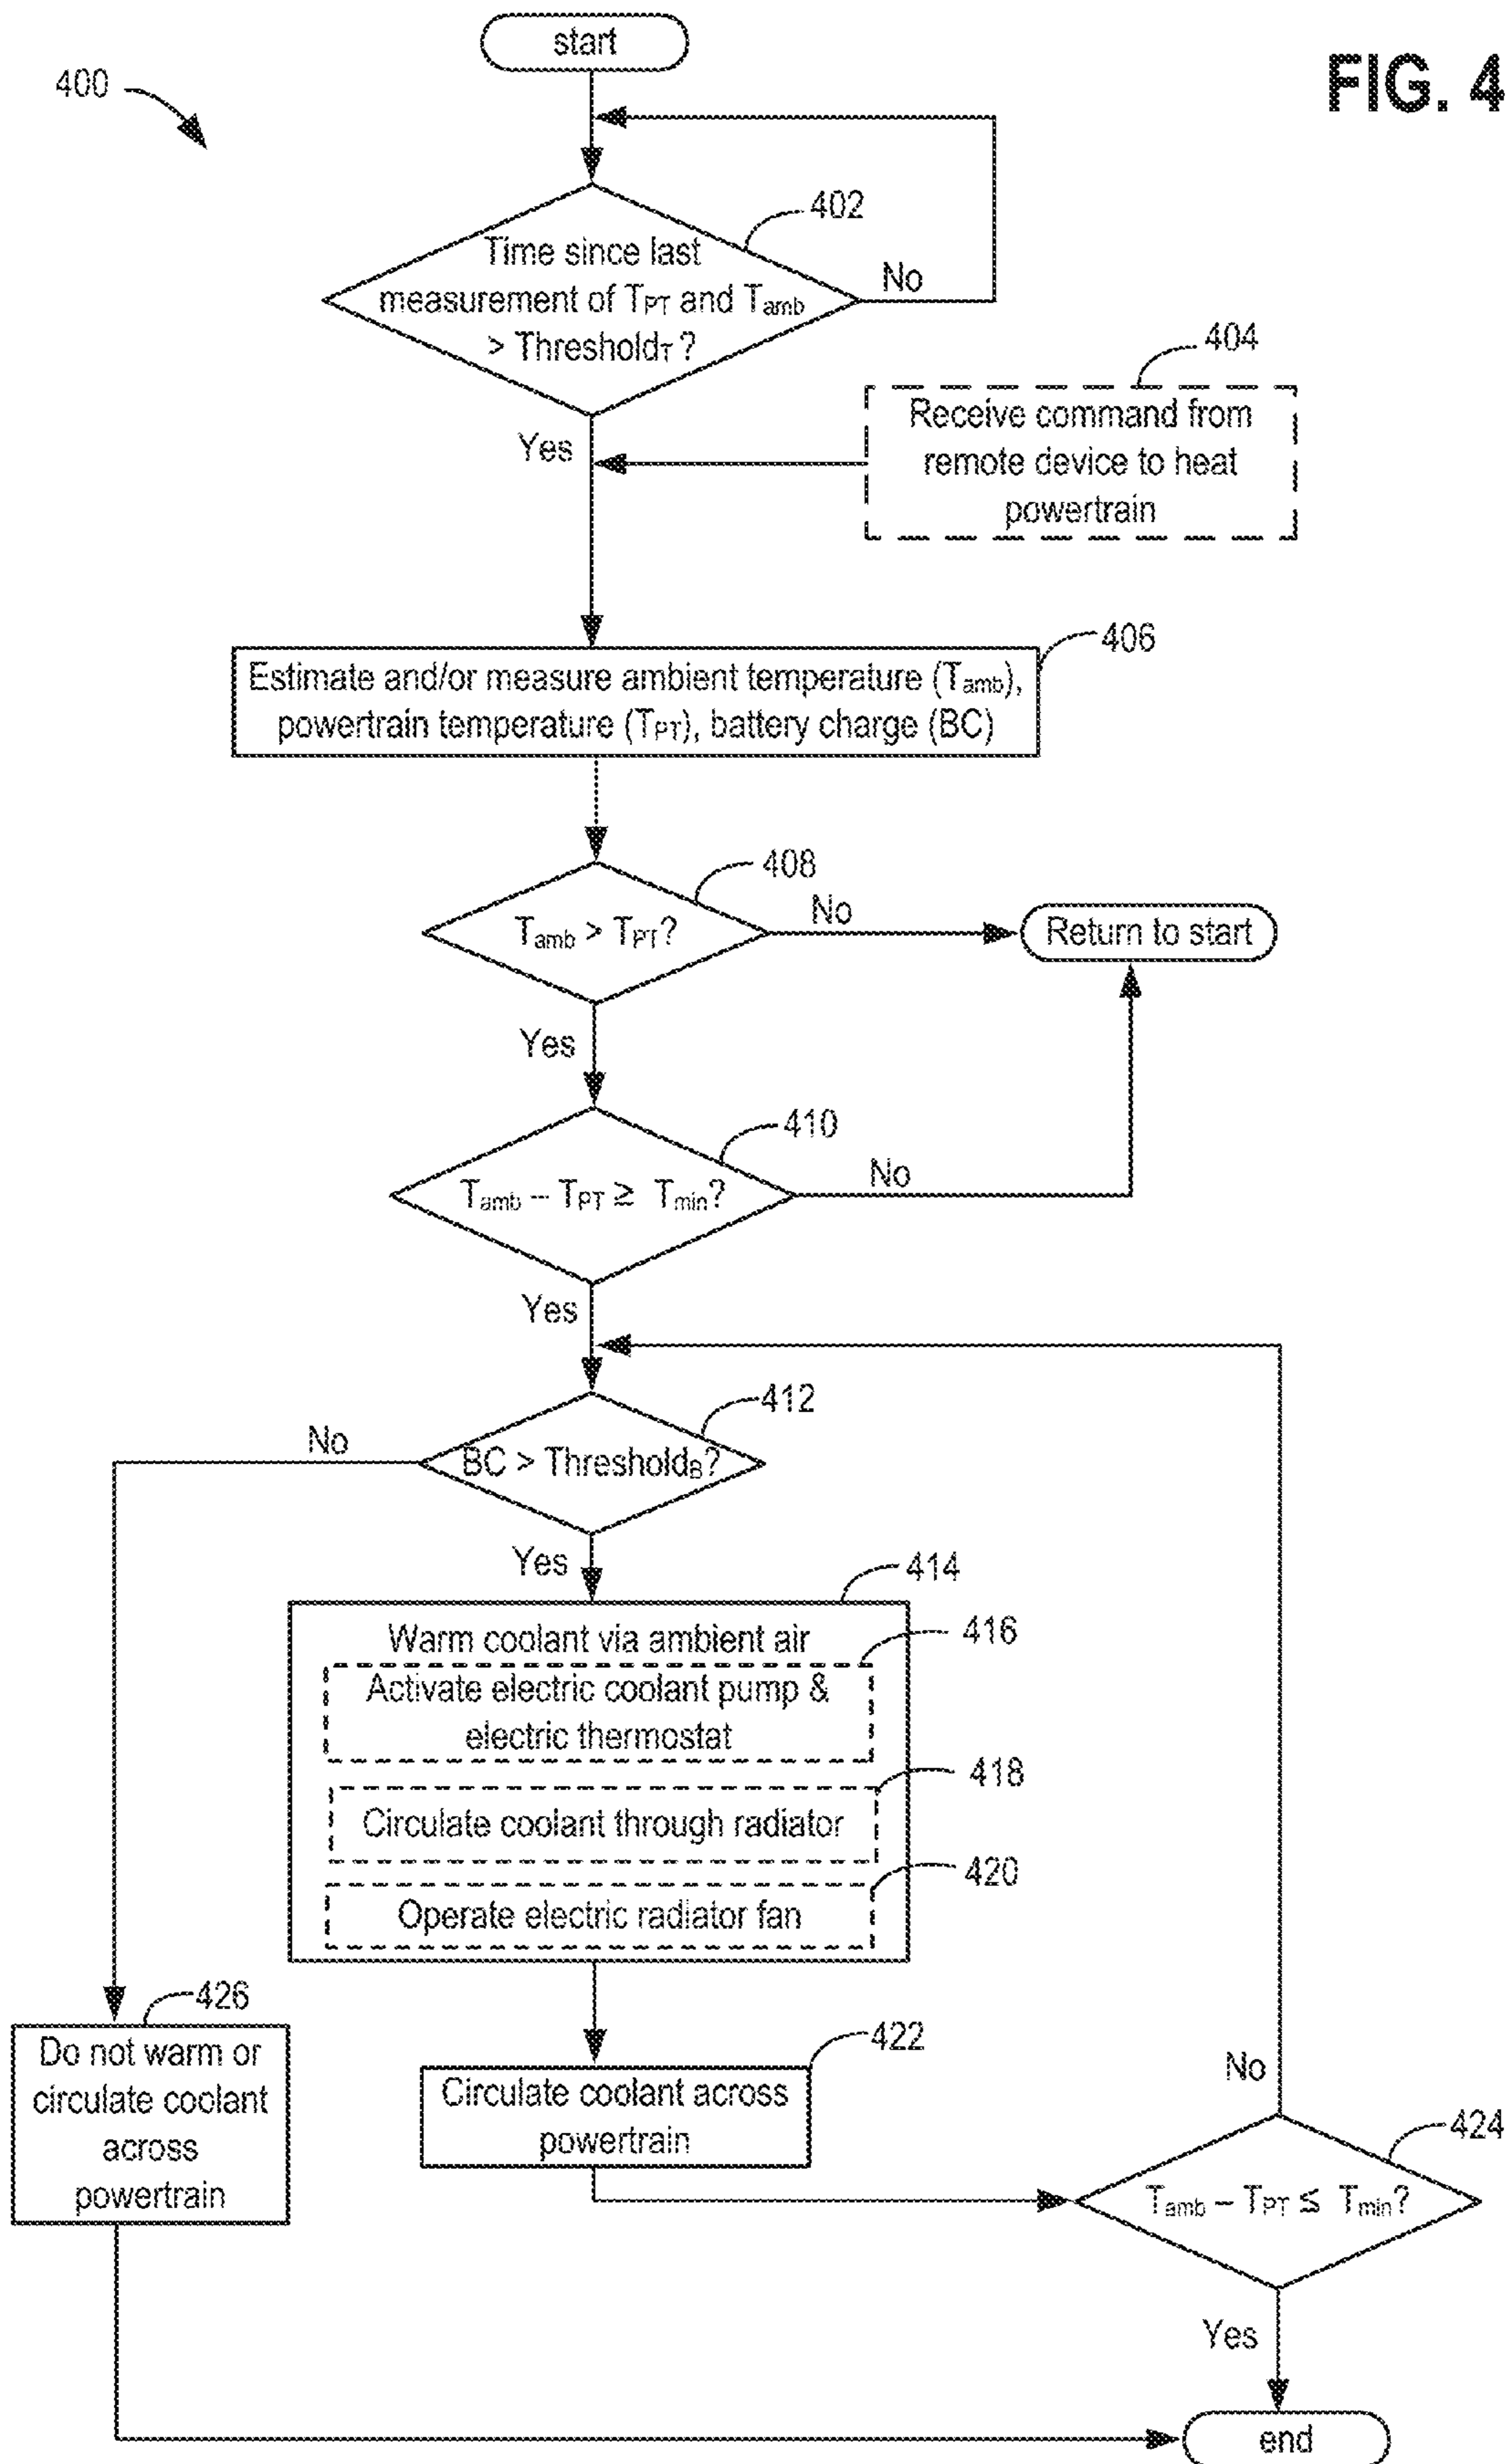 FIG. 4
400
start
402
Time since last
measurement of TPT and Tamb
> ThresholdT ?
No
Yes
404
Receive command from
remote device to heat
powertrain
406
Estimate and/or measure ambient temperature (Tamb),
powertrain temperature (TPT), battery charge (BC)
408
Tamb > TPT?
No
Return to start
Yes
410
Tamb – TPT ≥ Tmin?
No
Yes
412
BC > ThresholdB?
No
Yes
414
Warm coolant via ambient air
416
Activate electric coolant pump &
electric thermostat
418
Circulate coolant through radiator
420
Operate electric radiator fan
426
Do not warm or
circulate coolant
across
powertrain
422
Circulate coolant across
powertrain
No
424
Tamb – TPT ≤ Tmin?
Yes
end